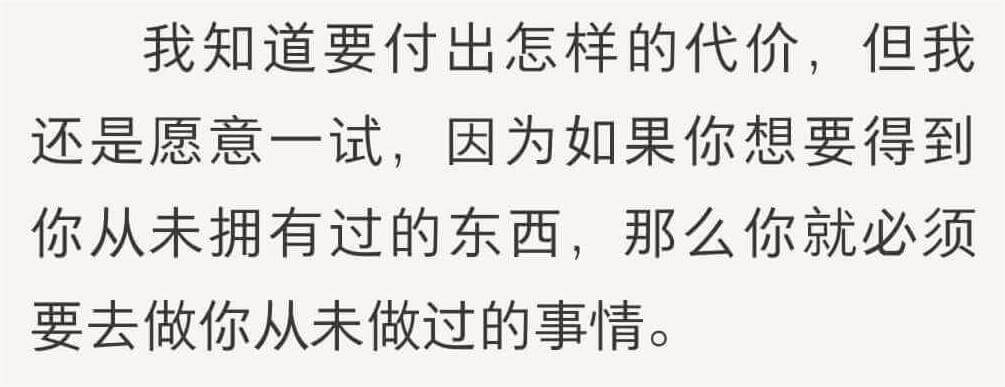 我知道要付出怎样的代价，但我
还是愿意一试，因为如果你想要得到
你从未拥有过的东西，那么你就必须
要去做你从未做过的事情。